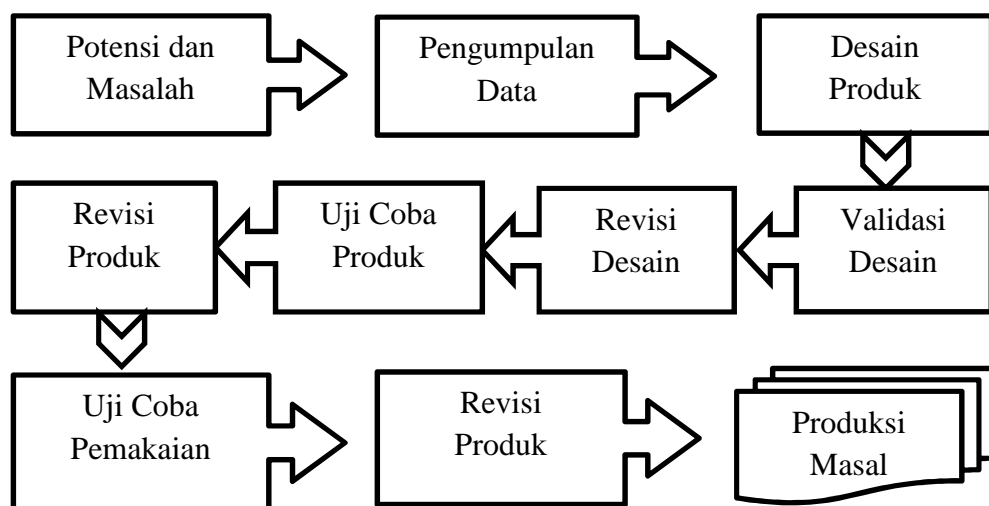 Potensi dan
Masalah
Pengumpulan
Data
Desain
Produk
Validasi
Desain
Revisi
Desain
Uji Coba
Produk
Revisi
Produk
Uji Coba
Pemakaian
Revisi
Produk
Produksi
Masal